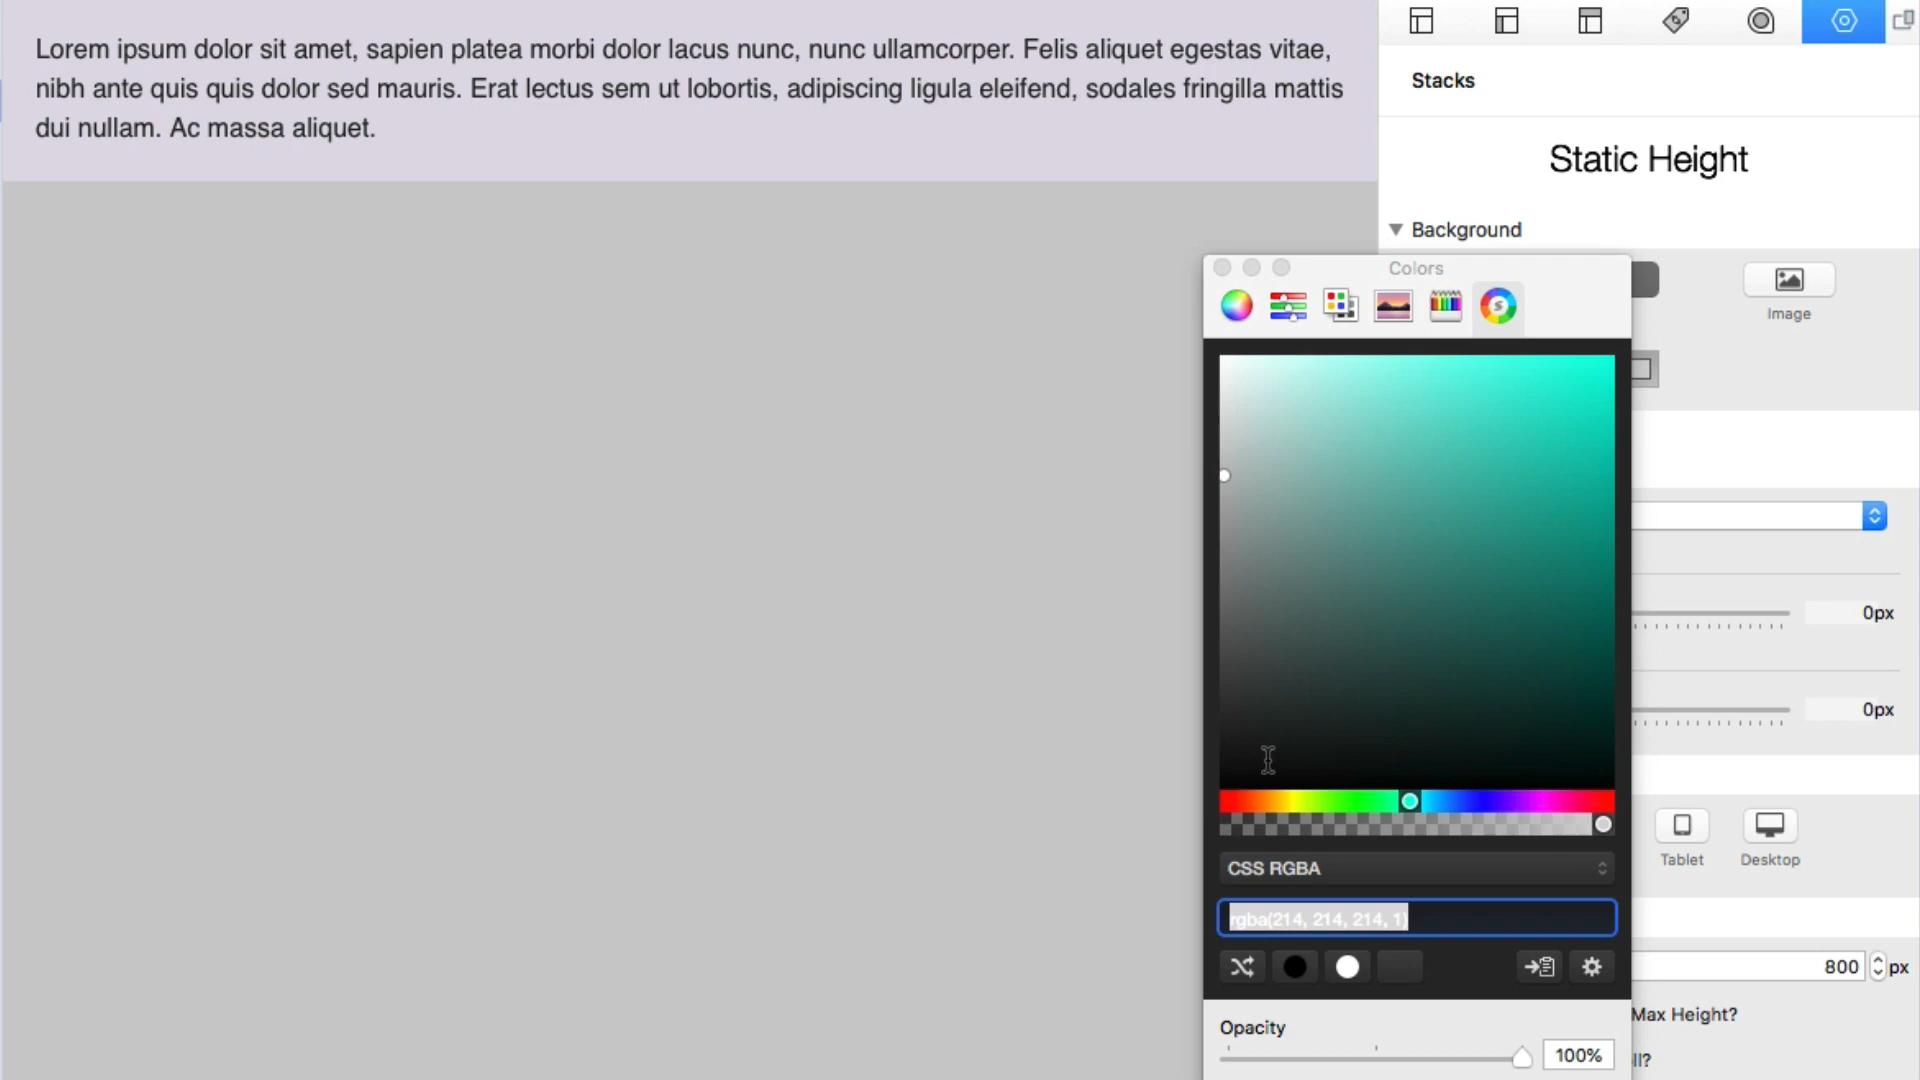 Lorem ipsum dolor sit amet, sapien platea morbi dolor lacus nunc, nunc ullamcorper. Felis aliquet egestas vitae,
nibh ante quis quis dolor sed mauris. Erat lectus sem ut lobortis, adipiscing ligula eleifend, sodales fringilla mattis
dui nullam. Ac massa aliquet.
Stacks
Static Height
Background
Colors
Image
0px
0px
Tablet
Desktop
CSS RGBA
rgba(214, 214, 214, 1)
800
px
Max Height?
Opacity
100%
ll?